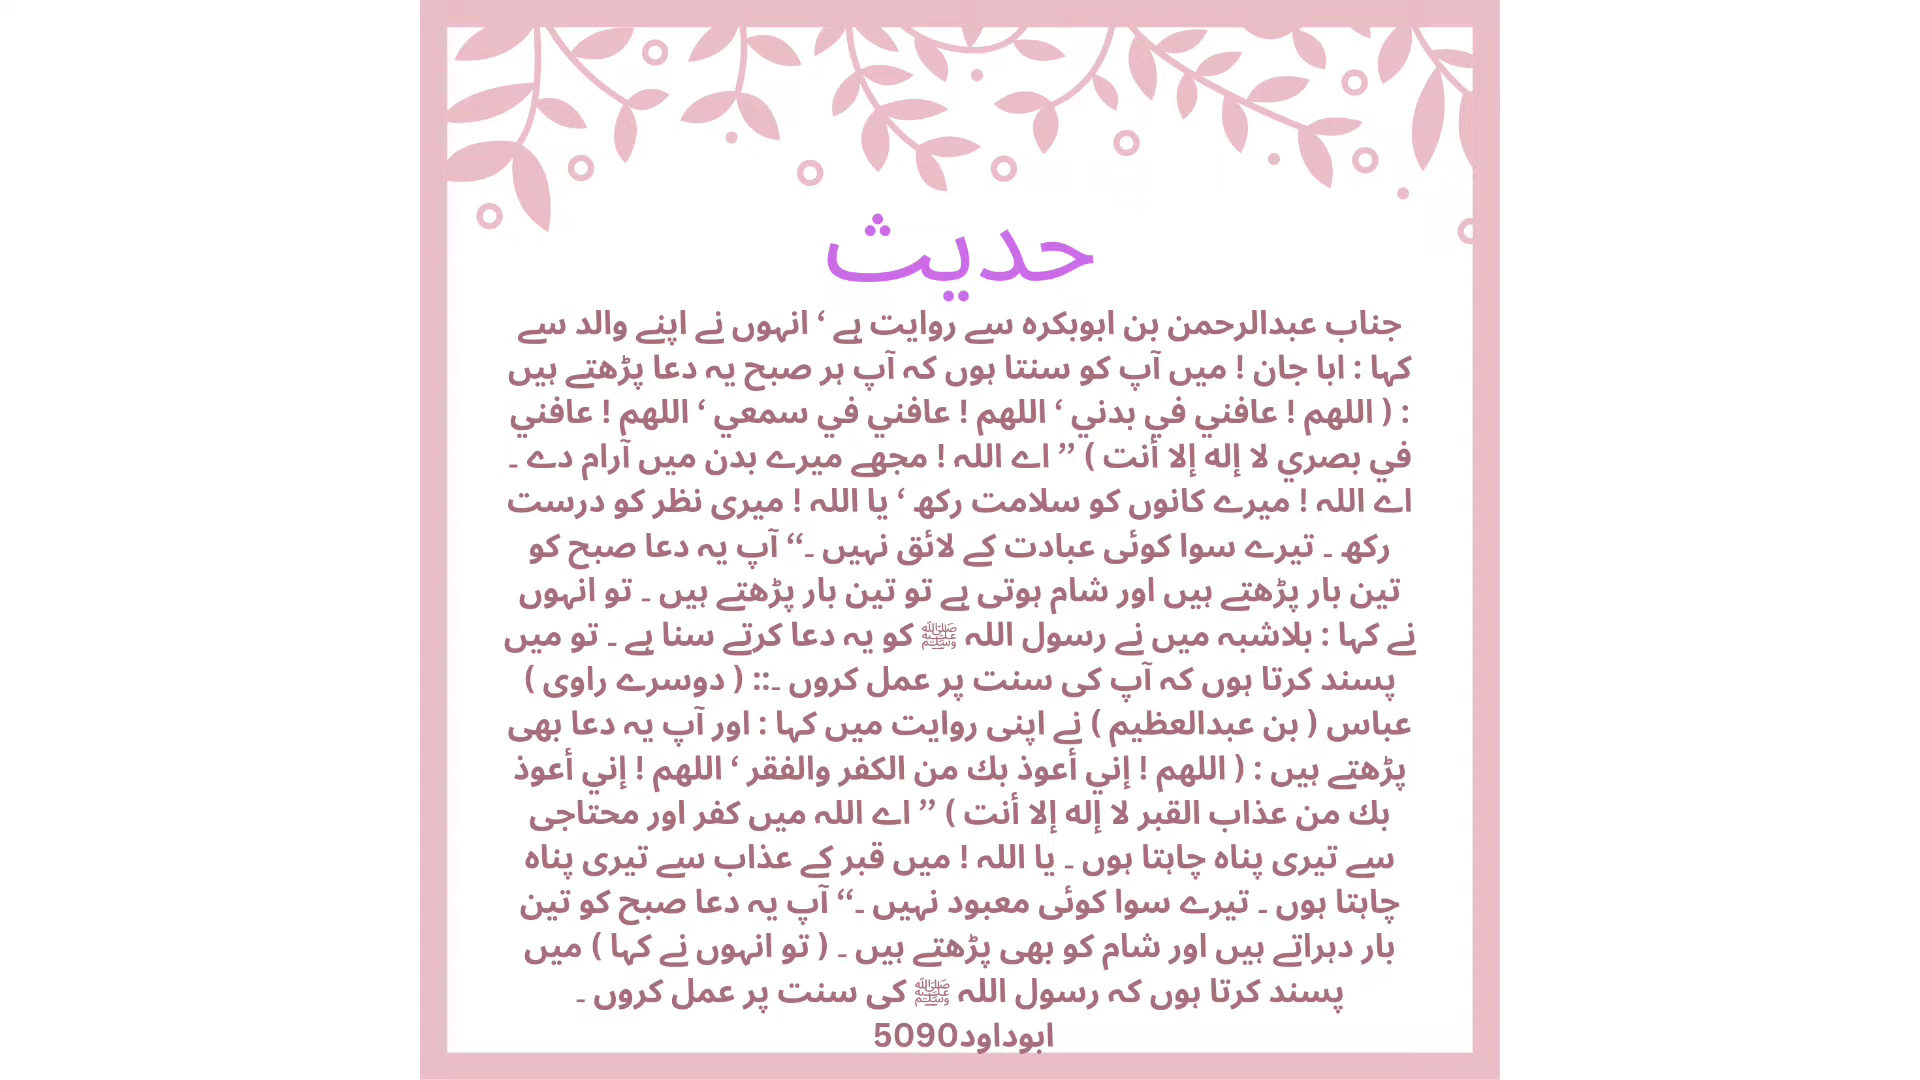 حدیث
جناب عبدالرحمن بن ابوبکرہ سے روایت ہے ‘ انہوں نے اپنے والد سے
کہا : ابا جان ! میں آپ کو سنتا ہوں کہ آپ ہر صبح یہ دعا پڑھتے ہیں
: ( اللهم ! عافني في بدني ‘ اللهم ! عافني في سمعي ‘ اللهم ! عافني
في بصري لا إله إلا أنت ) ’’ اے اللہ ! مجھے میرے بدن میں آرام دے ۔
اے اللہ ! میرے کانوں کو سلامت رکھ ‘ یا اللہ ! میری نظر کو درست
رکھ ۔ تیرے سوا کوئی عبادت کے لائق نہیں ۔‘‘ آپ یہ دعا صبح کو
تین بار پڑھتے ہیں اور شام ہوتی ہے تو تین بار پڑھتے ہیں ۔ تو انہوں
نے کہا : بلاشبہ میں نے رسول اللہ ﷺ کو یہ دعا کرتے سنا ہے ۔ تو میں
پسند کرتا ہوں کہ آپ کی سنت پر عمل کروں ۔:: ( دوسرے راوی )
عباس ( بن عبدالعظیم ) نے اپنی روایت میں کہا : اور آپ یہ دعا بھی
پڑھتے ہیں : ( اللهم ! إني أعوذ بك من الكفر والفقر ‘ اللهم ! إني أعوذ
بك من عذاب القبر لا إله إلا أنت ) ’’ اے اللہ میں کفر اور محتاجی
سے تیری پناہ چاہتا ہوں ۔ یا اللہ ! میں قبر کے عذاب سے تیری پناہ
چاہتا ہوں ۔ تیرے سوا کوئی معبود نہیں ۔‘‘ آپ یہ دعا صبح کو تین
بار دہراتے ہیں اور شام کو بھی پڑھتے ہیں ۔ ( تو انہوں نے کہا ) میں
پسند کرتا ہوں کہ رسول اللہ ﷺ کی سنت پر عمل کروں ۔
ابوداود5090